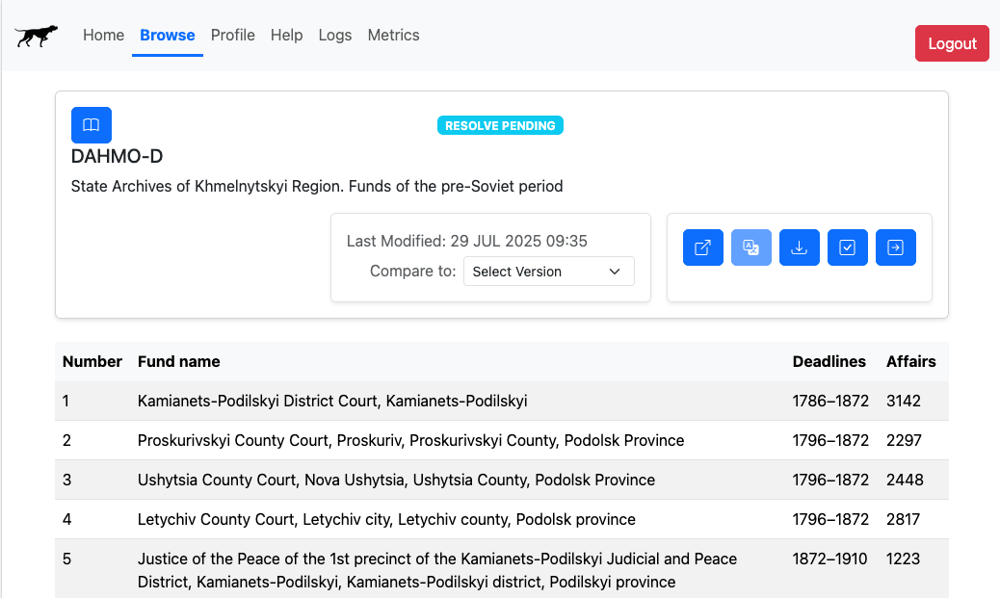 Home Browse Profile Help Logs Metrics
Logout
RESOLVE PENDING
DAHMO-D
State Archives of Khmelnytskyi Region. Funds of the pre-Soviet period
Last Modified: 29 JUL 2025 09:35
Compare to: Select Version
Number Fund name Deadlines Affairs
1 Kamianets-Podilskyi District Court, Kamianets-Podilskyi 1786–1872 3142
2 Proskurivskyi County Court, Proskuriv, Proskurivskyi County, Podolsk Province 1796–1872 2297
3 Ushytsia County Court, Nova Ushytsia, Ushytsia County, Podolsk Province 1796–1872 2448
4 Letychiv County Court, Letychiv city, Letychiv county, Podolsk province 1796–1872 2817
5 Justice of the Peace of the 1st precinct of the Kamianets-Podilskyi Judicial and Peace 1872–1910 1223
District, Kamianets-Podilskyi, Kamianets-Podilskyi district, Podilskyi province